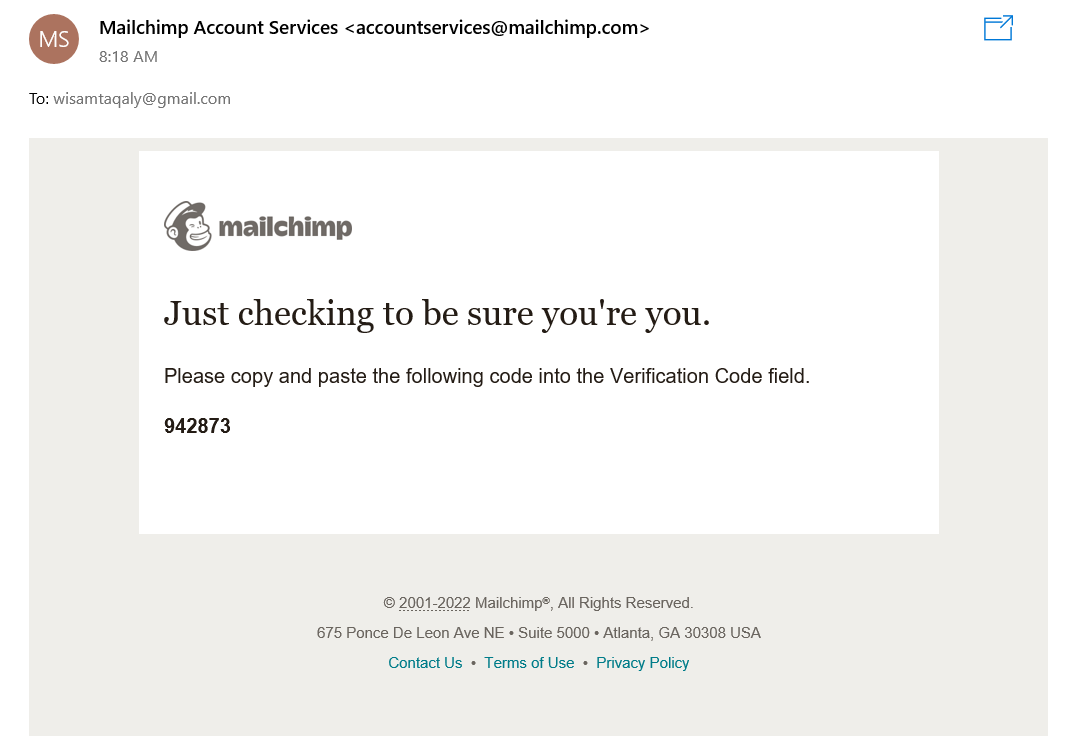 MS
Mailchimp Account Services <accountservices@mailchimp.com>
8:18 AM
To: wisamtaqaly@gmail.com
mailchimp
Just checking to be sure you're you.
Please copy and paste the following code into the Verification Code field.
942873
© 2001-2022 Mailchimp®, All Rights Reserved.
675 Ponce De Leon Ave NE • Suite 5000 • Atlanta, GA 30308 USA
Contact Us • Terms of Use • Privacy Policy